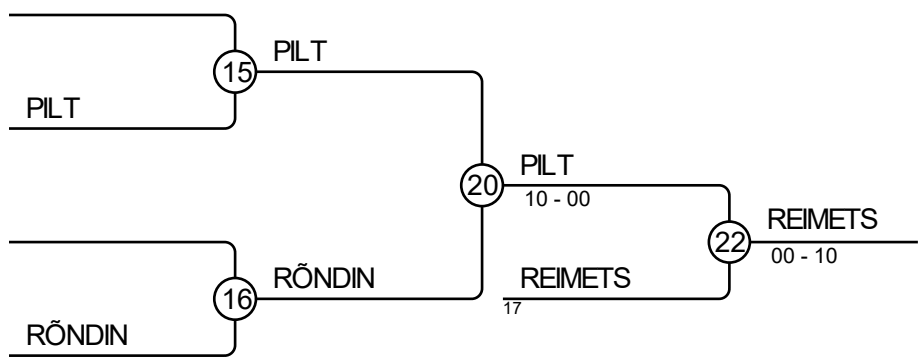 PILT
15
PILT
20
PILT
10 - 00
22
REIMETS
00 - 10
16
RÕNDIN
REIMETS
17
RÕNDIN